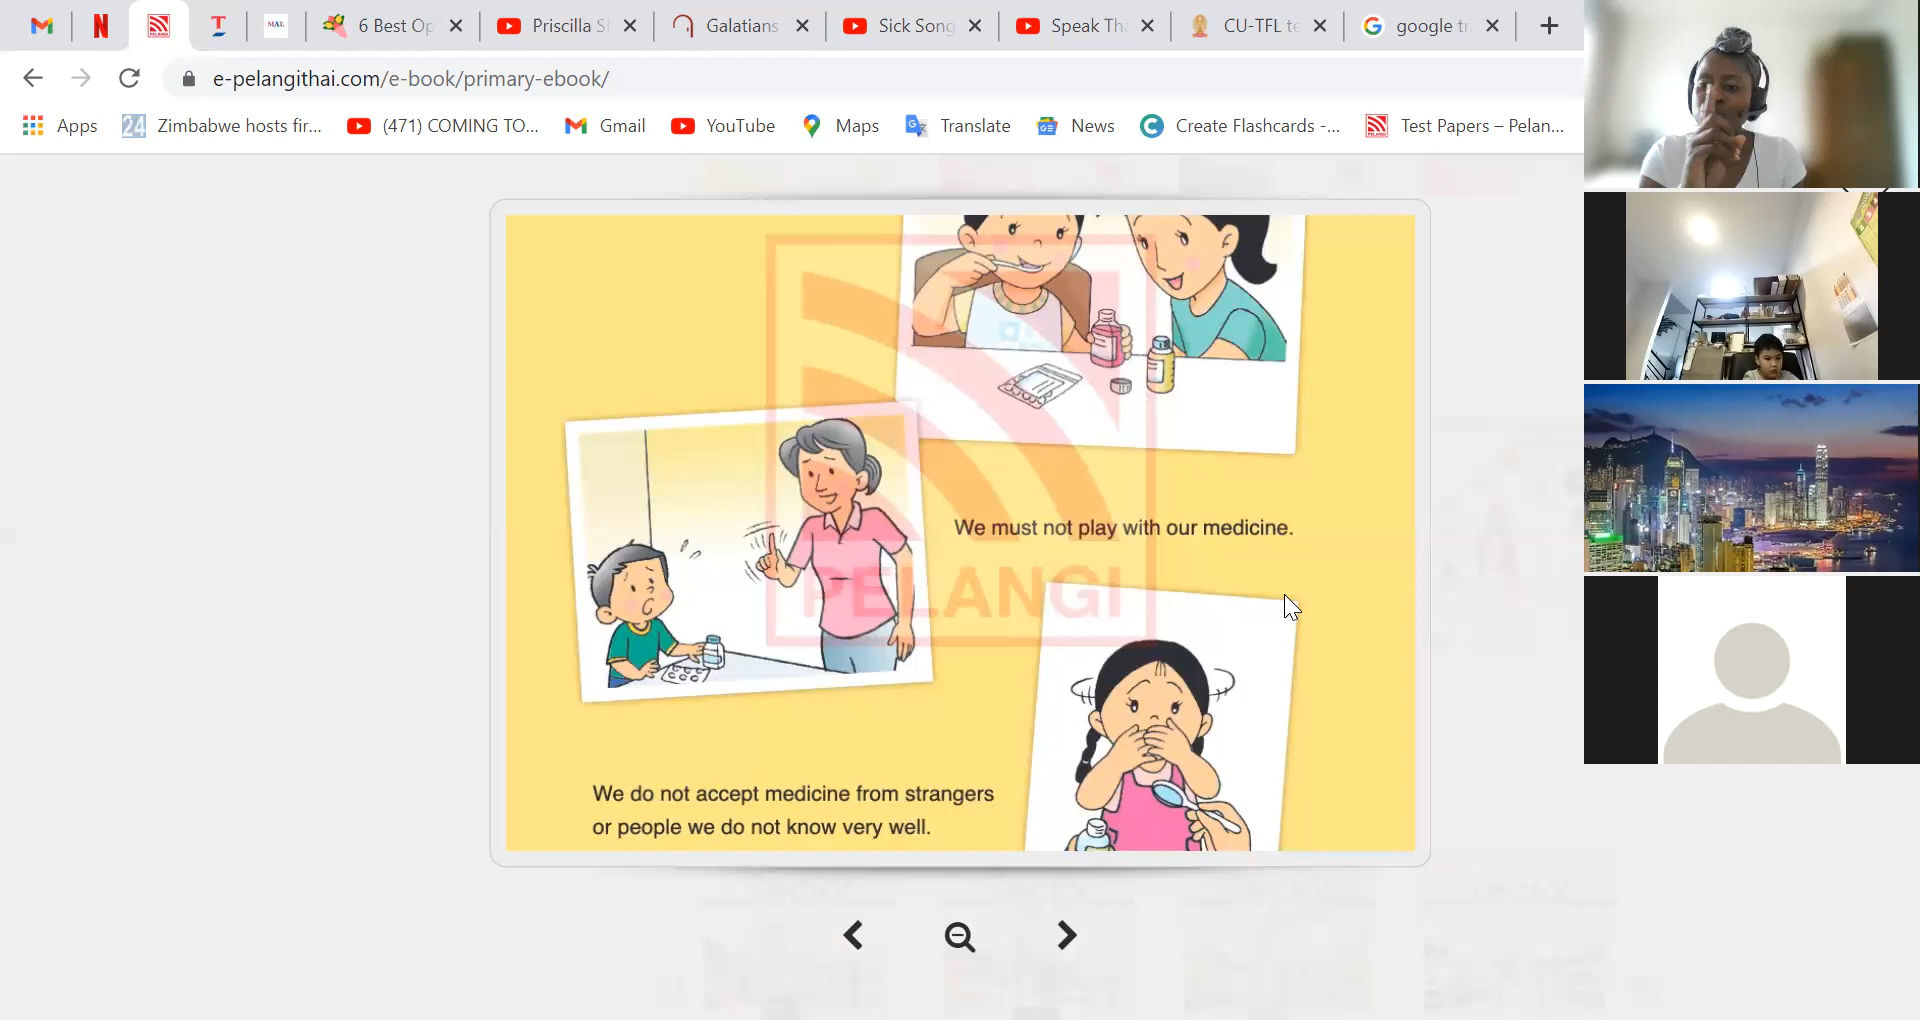 6 Best Op
Priscilla S
Galatians
Sick Song
Speak Th
CU-TFL te
google tr
e-pelangithai.com/e-book/primary-ebook/
Apps
24
Zimbabwe hosts fir...
(471) COMING TO...
Gmail
YouTube
Maps
Translate
News
Create Flashcards -...
Test Papers – Pelan...
We must not play with our medicine.
PELANGI
We do not accept medicine from strangers
or people we do not know very well.